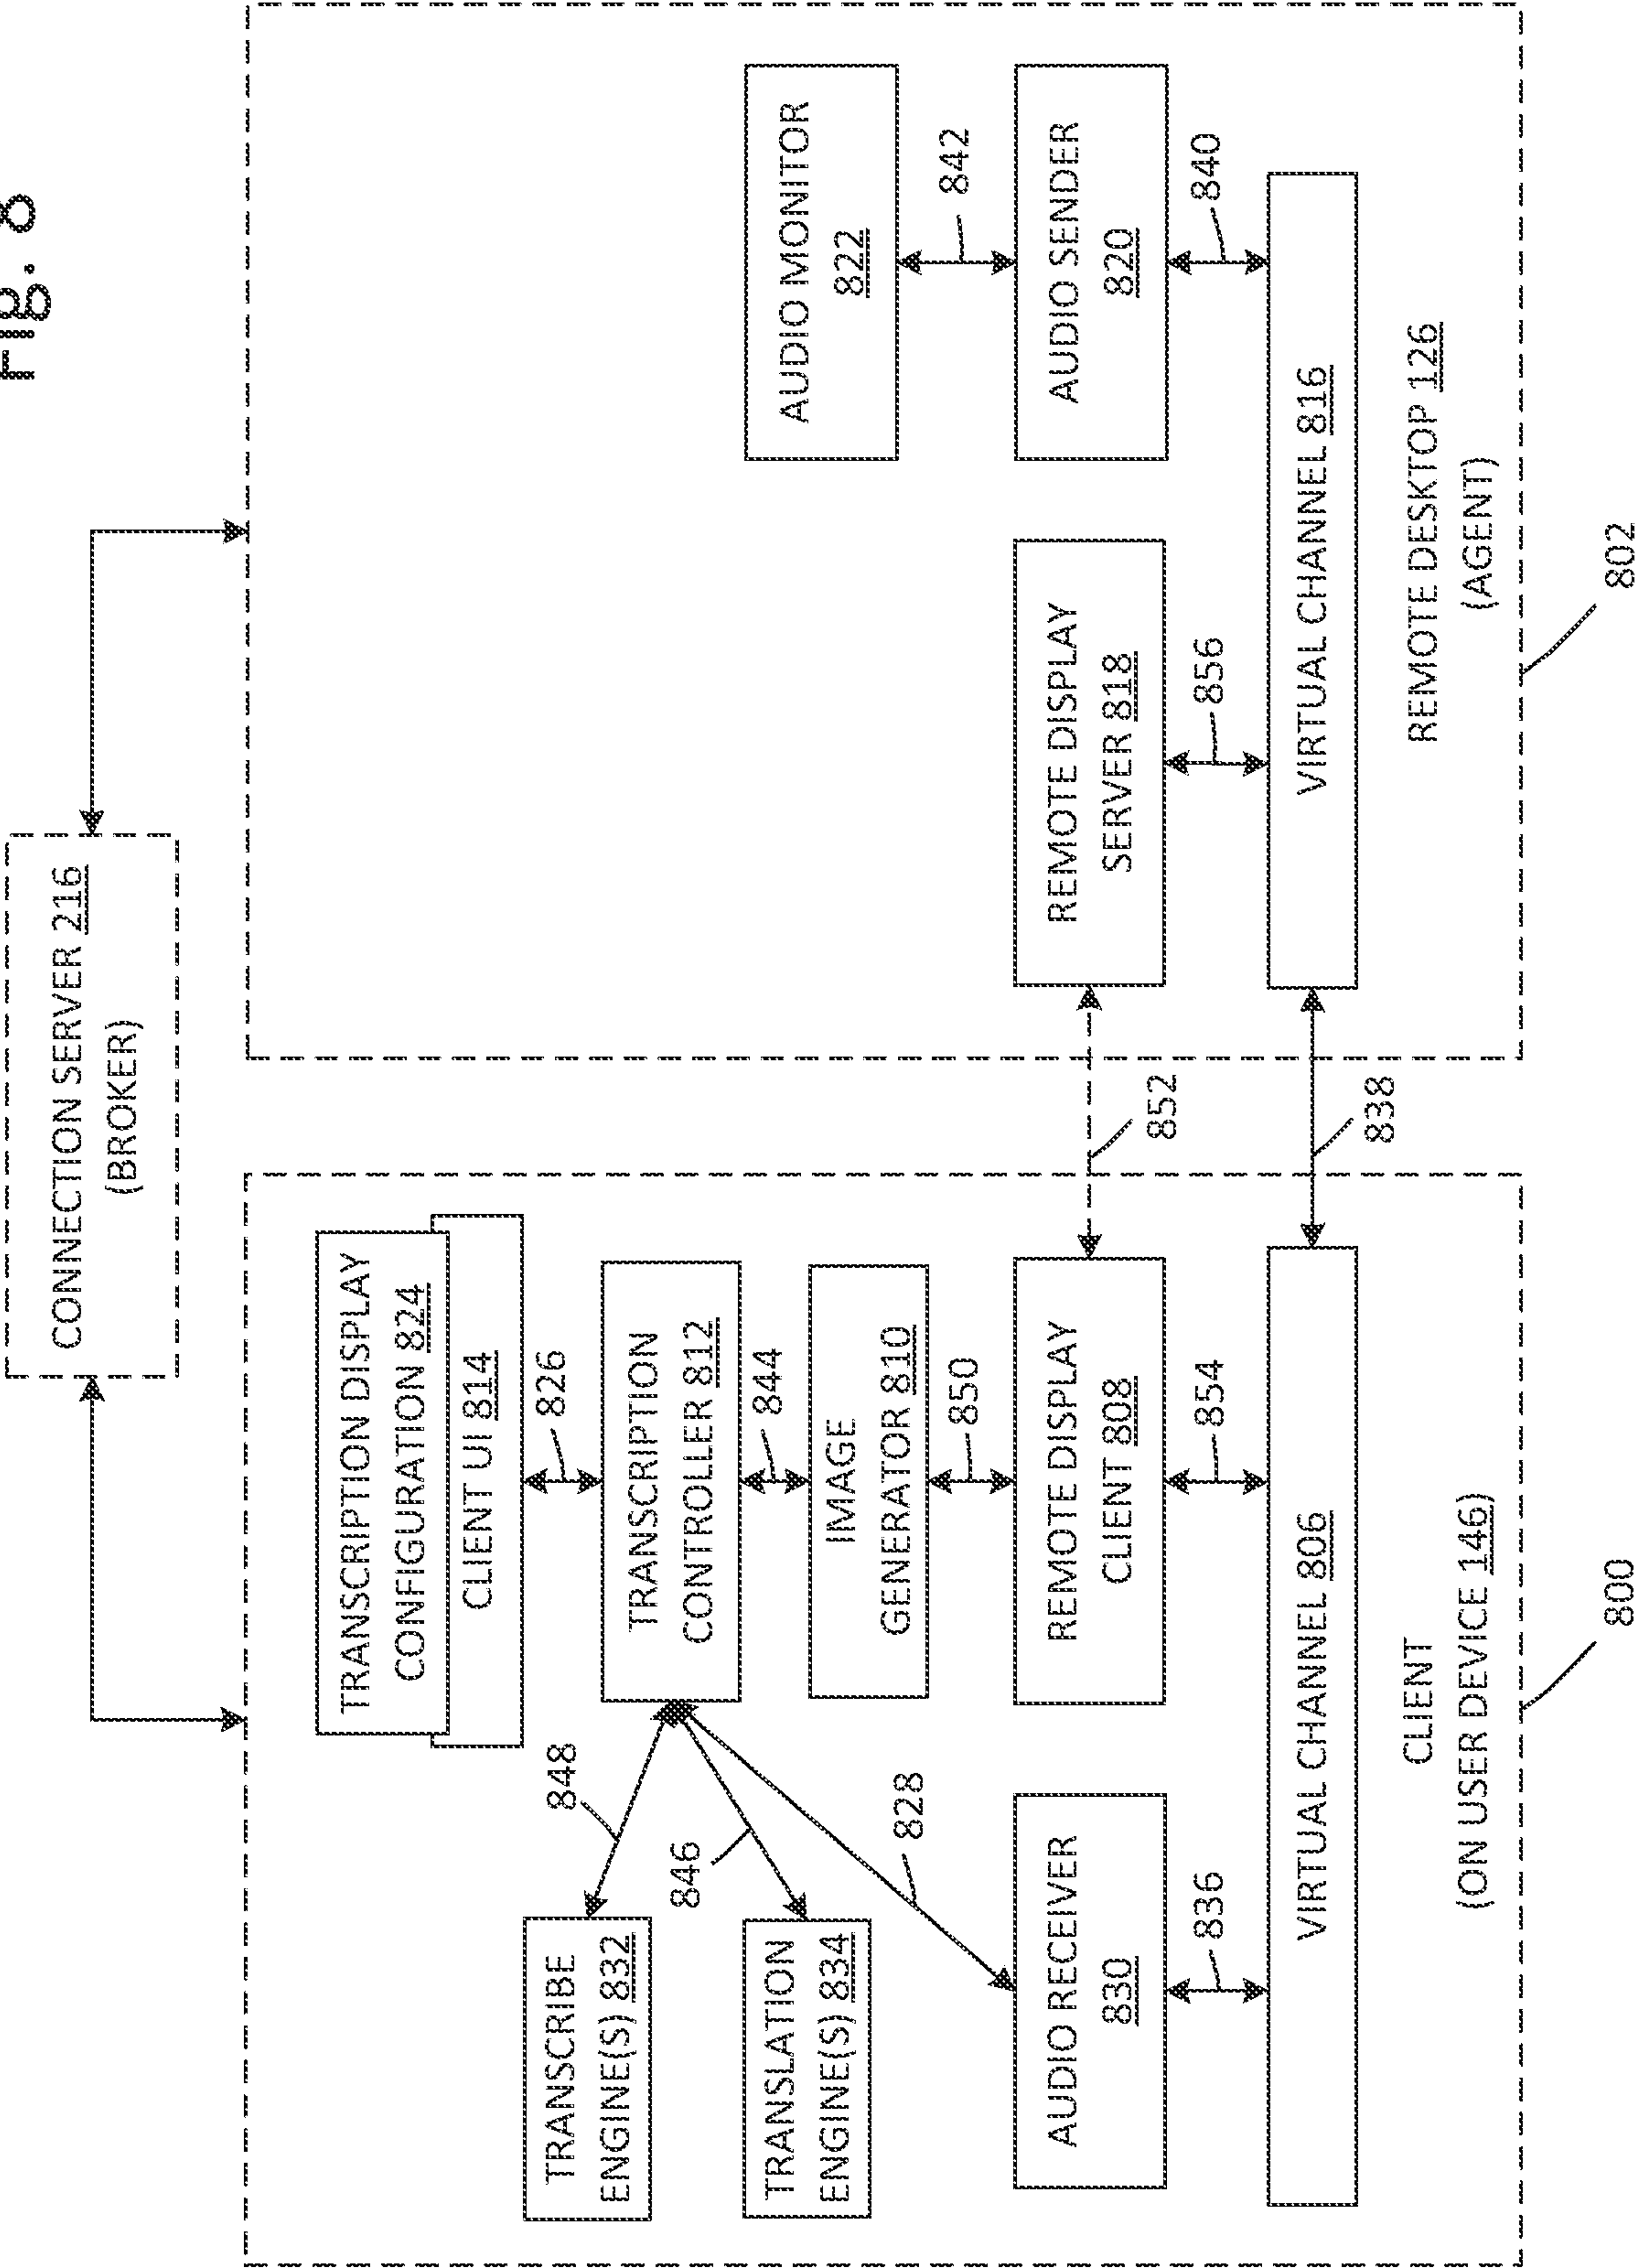 Fig. 8
CONNECTION SERVER 216
(BROKER)
TRANSCRIPTION DISPLAY
CONFIGURATION 824
CLIENT UI 814
826
TRANSCRIBE
ENGINE(S) 832
848
TRANSCRIPTION
CONTROLLER 812
846
844
TRANSLATION
ENGINE(S) 834
IMAGE
GENERATOR 810
828
850
AUDIO RECEIVER
830
REMOTE DISPLAY
CLIENT 808
836
854
VIRTUAL CHANNEL 806
CLIENT
(ON USER DEVICE 146)
800
852
838
AUDIO MONITOR
822
842
REMOTE DISPLAY
SERVER 818
AUDIO SENDER
820
856
840
VIRTUAL CHANNEL 816
REMOTE DESKTOP 126
(AGENT)
802